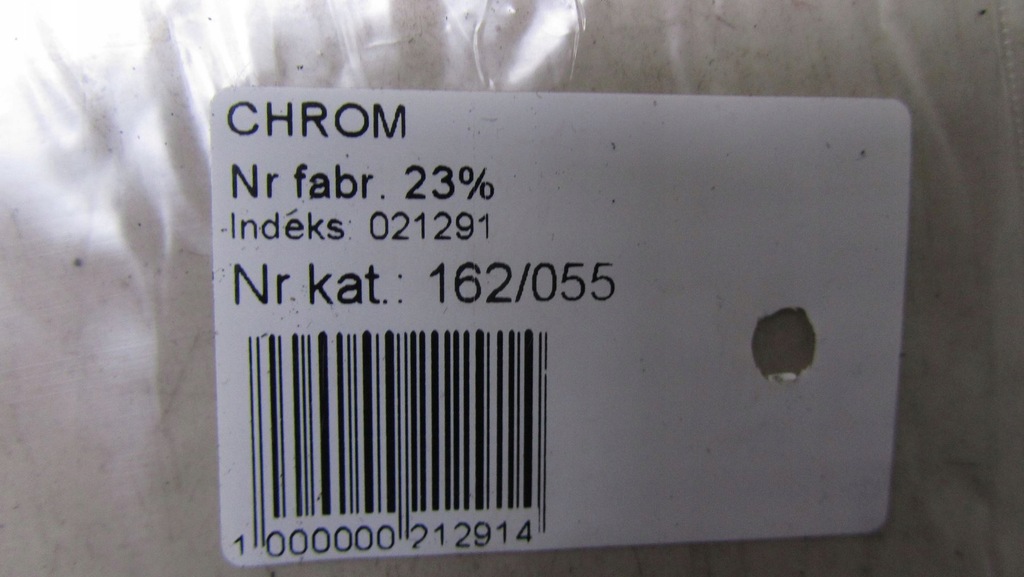 CHROM
Nr fabr. 23%
Indeks: 021291
Nr kat.: 162/055
1 000000 212914